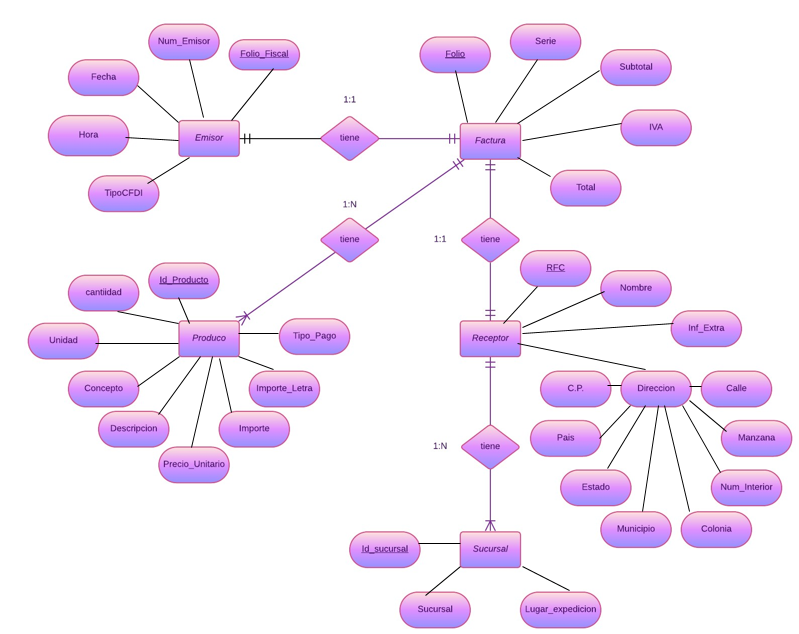 Num_Emisor
Folio_Fiscal
Fecha
Hora
TipoCFDI
Emisor
1:1
tiene
Folio
Serie
Subtotal
IVA
Total
Factura
1:N
tiene
1:1
tiene
Id_Producto
cantiidad
Unidad
Concepto
Descripcion
Precio_Unitario
Importe
Importe_Letra
Tipo_Pago
Produco
RFC
Nombre
Inf_Extra
Receptor
C.P.
Direccion
Calle
Pais
Manzana
Estado
Num_Interior
Municipio
Colonia
1:N
tiene
Id_sucursal
Sucursal
Sucursal
Lugar_expedicion